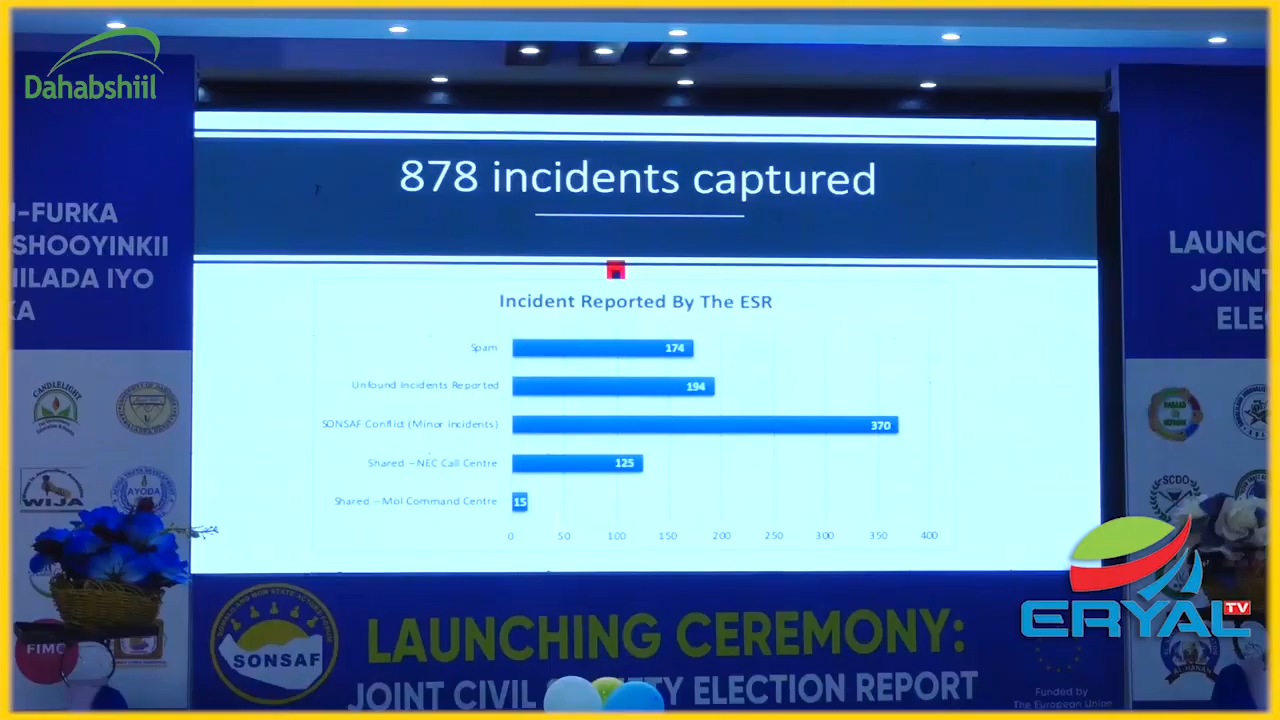 Dahabshiil
878 incidents captured
I-FURKA
SHOOYINKII
HILADA IYO
KA
LAUNC
JOINT
ELE
Incident Reported By The ESR
Spam 174
Unfound Incidents Reported 194
SONSAF Conflict (Minor incidents) 370
Shared – NEC Call Centre 125
Shared – MoI Command Centre 15
0 50 100 150 200 250 300 350 400
CANDLELIGHT
WIJA
AYODA
SCDO
FIMO
SONSAF
LAUNCHING CEREMONY:
JOINT CIVIL
ELECTION REPORT
ERYAL TV
Funded by
The European Union